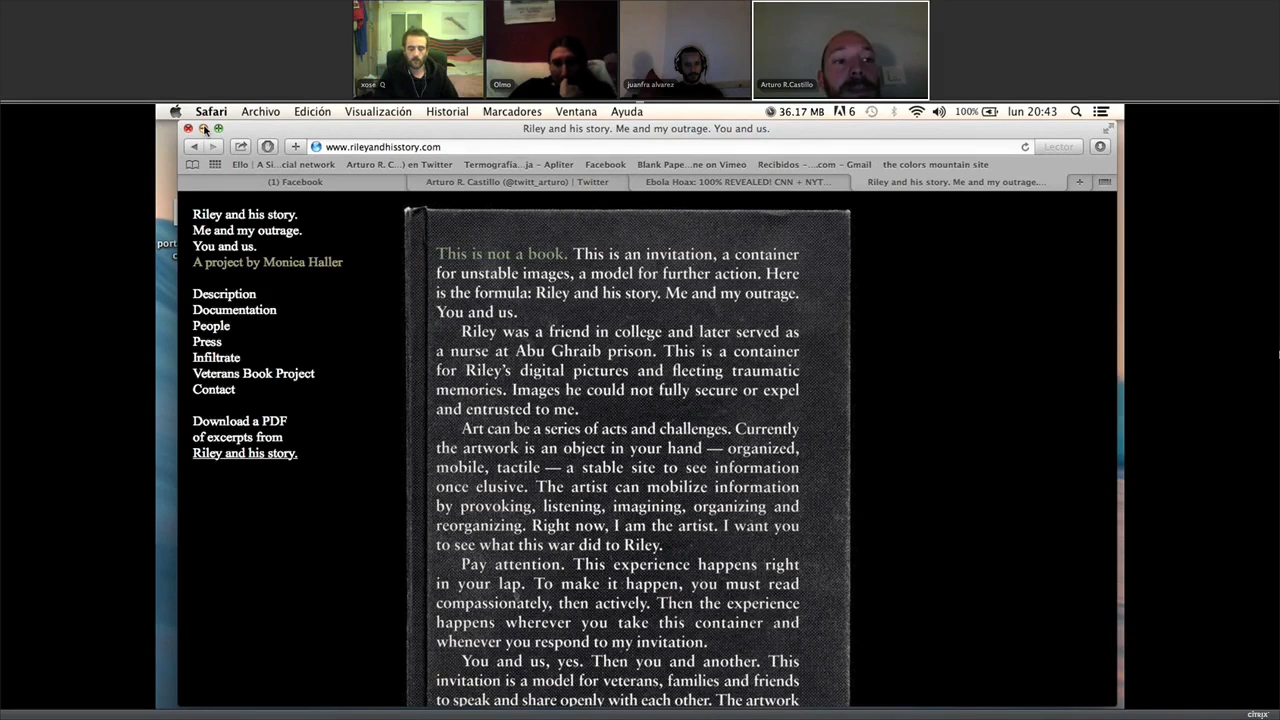 xose Q
Olmo
juanfra alvarez
Arturo R.Castillo
Safari Archivo Edición Visualización Historial Marcadores Ventana Ayuda 36.17 MB 6 100% lun 20:43
Riley and his story. Me and my outrage. You and us.
www.rileyandhisstory.com Lector
Ello | A Si...cial network Arturo R. C...) en Twitter Termografía...ja - Apliter Facebook Blank Pape...ne on Vimeo Recibidos -....com - Gmail the colors mountain site
(1) Facebook Arturo R. Castillo (@twitt_arturo) | Twitter Ebola Hoax: 100% REVEALED! CNN + NYT... Riley and his story. Me and my outrage....
Riley and his story.
Me and my outrage.
You and us.
A project by Monica Haller
Description
Documentation
People
Press
Infiltrate
Veterans Book Project
Contact
Download a PDF
of excerpts from
Riley and his story.
This is not a book. This is an invitation, a container
for unstable images, a model for further action. Here
is the formula: Riley and his story. Me and my outrage.
You and us.
Riley was a friend in college and later served as
a nurse at Abu Ghraib prison. This is a container
for Riley's digital pictures and fleeting traumatic
memories. Images he could not fully secure or expel
and entrusted to me.
Art can be a series of acts and challenges. Currently
the artwork is an object in your hand — organized,
mobile, tactile — a stable site to see information
once elusive. The artist can mobilize information
by provoking, listening, imagining, organizing and
reorganizing. Right now, I am the artist. I want you
to see what this war did to Riley.
Pay attention. This experience happens right
in your lap. To make it happen, you must read
compassionately, then actively. Then the experience
happens wherever you take this container and
whenever you respond to my invitation.
You and us, yes. Then you and another. This
invitation is a model for veterans, families and friends
to speak and share openly with each other. The artwork
CITRIX